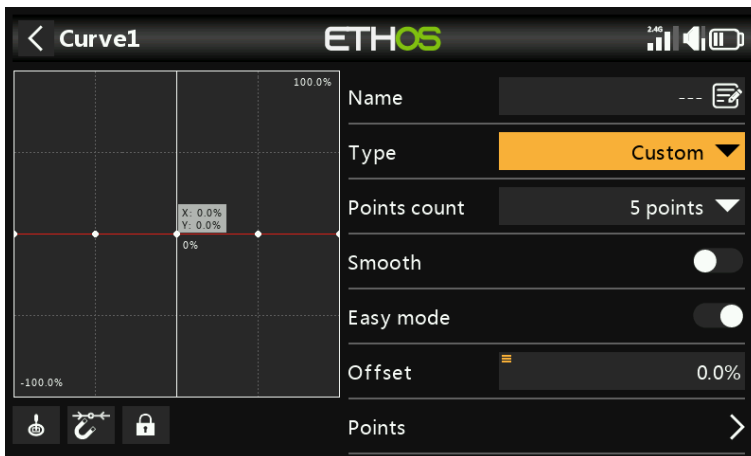 Curve1
ETHOS
2.4G
100.0%
X: 0.0%
Y: 0.0%
0%
-100.0%
Name ---
Type Custom
Points count 5 points
Smooth
Easy mode
Offset 0.0%
Points